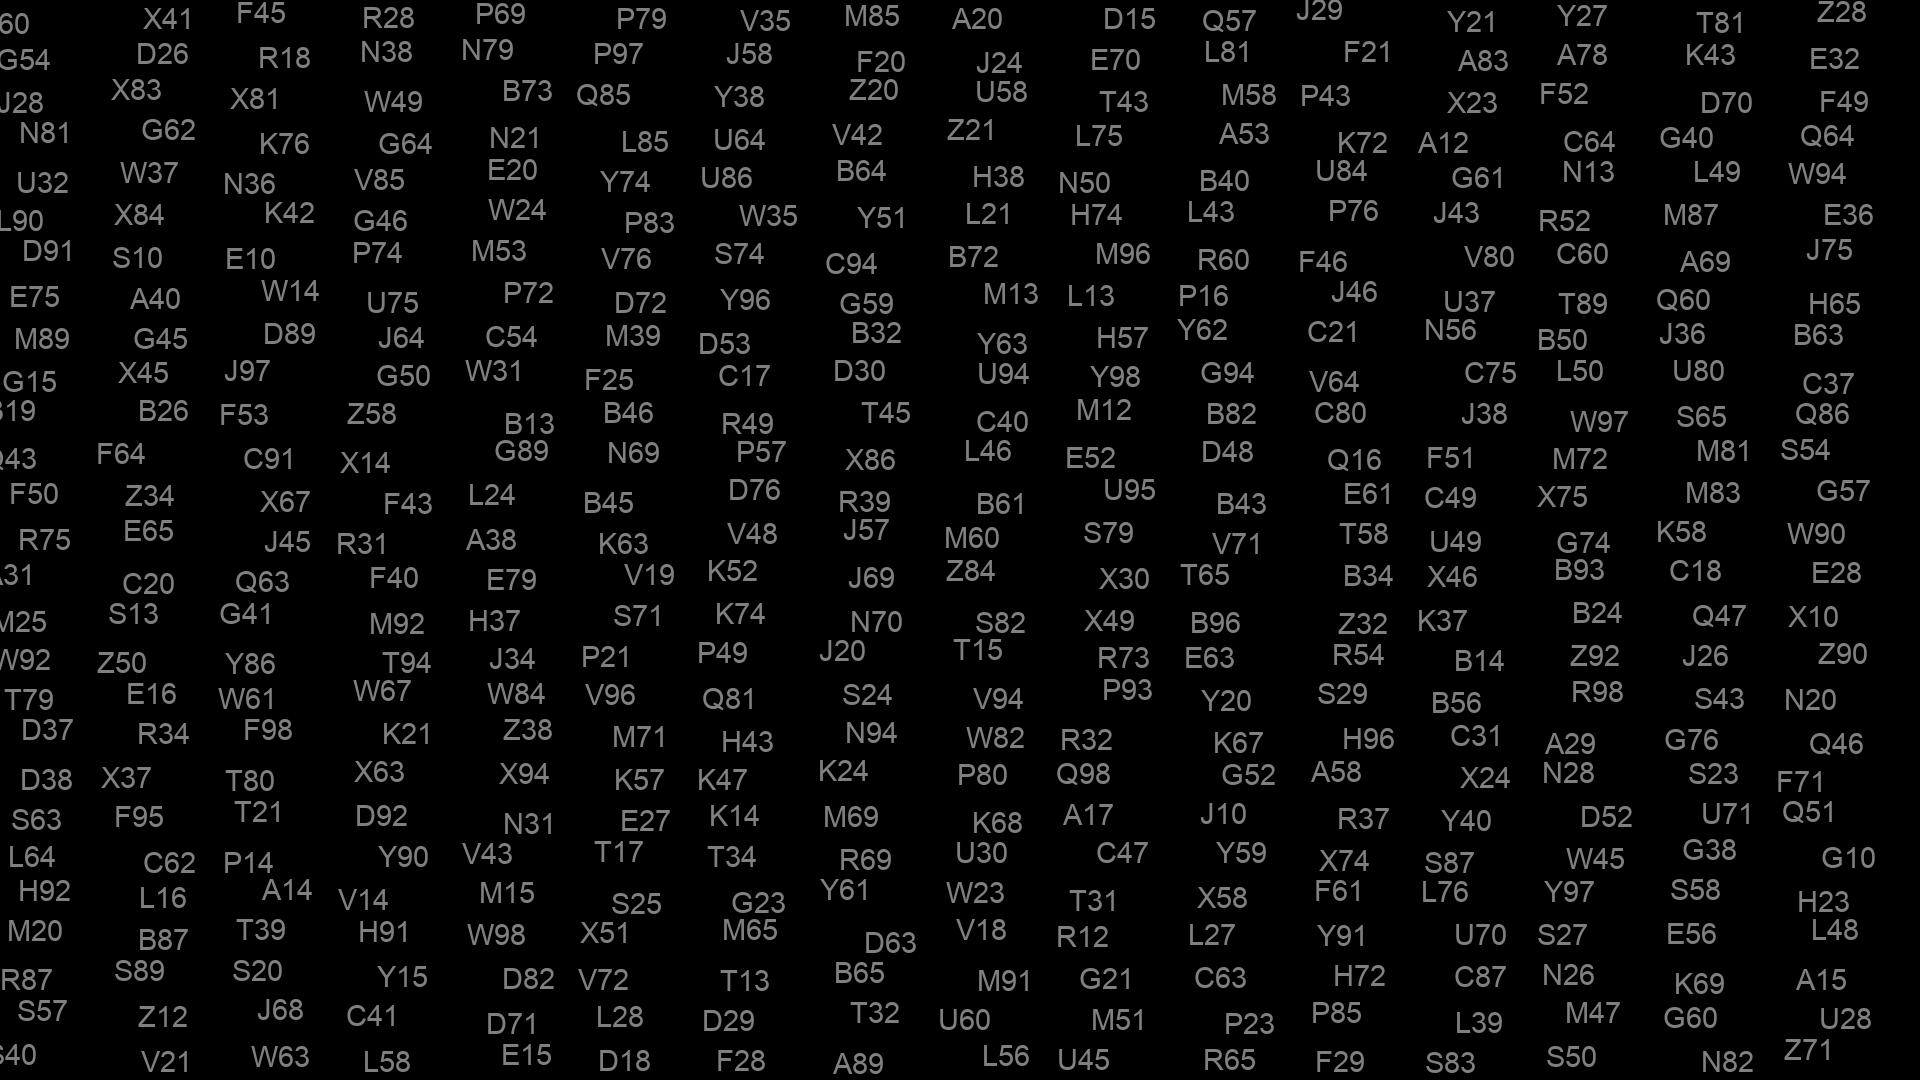 60 X41 F45 R28 P69 P79 V35 M85 A20 D15 Q57 J29 Y21 Y27 T81 Z28
G54 D26 R18 N38 N79 P97 J58 F20 J24 E70 L81 F21 A83 A78 K43 E32
J28 X83 X81 W49 B73 Q85 Y38 Z20 U58 T43 M58 P43 X23 F52 D70 F49
N81 G62 K76 G64 N21 L85 U64 V42 Z21 L75 A53 K72 A12 C64 G40 Q64
U32 W37 N36 V85 E20 Y74 U86 B64 H38 N50 B40 U84 G61 N13 L49 W94
L90 X84 K42 G46 W24 P83 W35 Y51 L21 H74 L43 P76 J43 R52 M87 E36
D91 S10 E10 P74 M53 V76 S74 C94 B72 M96 R60 F46 V80 C60 A69 J75
E75 A40 W14 U75 P72 D72 Y96 G59 M13 L13 P16 J46 U37 T89 Q60 H65
M89 G45 D89 J64 C54 M39 D53 B32 Y63 H57 Y62 C21 N56 B50 J36 B63
G15 X45 J97 G50 W31 F25 C17 D30 U94 Y98 G94 V64 C75 L50 U80 C37
B19 B26 F53 Z58 B13 B46 R49 T45 C40 M12 B82 C80 J38 W97 S65 Q86
Q43 F64 C91 X14 G89 N69 P57 X86 L46 E52 D48 Q16 F51 M72 M81 S54
F50 Z34 X67 F43 L24 B45 D76 R39 B61 U95 B43 E61 C49 X75 M83 G57
R75 E65 J45 R31 A38 K63 V48 J57 M60 S79 V71 T58 U49 G74 K58 W90
A31 C20 Q63 F40 E79 V19 K52 J69 Z84 X30 T65 B34 X46 B93 C18 E28
M25 S13 G41 M92 H37 S71 K74 N70 S82 X49 B96 Z32 K37 B24 Q47 X10
W92 Z50 Y86 T94 J34 P21 P49 J20 T15 R73 E63 R54 B14 Z92 J26 Z90
T79 E16 W61 W67 W84 V96 Q81 S24 V94 P93 Y20 S29 B56 R98 S43 N20
D37 R34 F98 K21 Z38 M71 H43 N94 W82 R32 K67 H96 C31 A29 G76 Q46
D38 X37 T80 X63 X94 K57 K47 K24 P80 Q98 G52 A58 X24 N28 S23 F71
S63 F95 T21 D92 N31 E27 K14 M69 K68 A17 J10 R37 Y40 D52 U71 Q51
L64 C62 P14 Y90 V43 T17 T34 R69 U30 C47 Y59 X74 S87 W45 G38 G10
H92 L16 A14 V14 M15 S25 G23 Y61 W23 T31 X58 F61 L76 Y97 S58 H23
M20 B87 T39 H91 W98 X51 M65 D63 V18 R12 L27 Y91 U70 S27 E56 L48
R87 S89 S20 Y15 D82 V72 T13 B65 M91 G21 C63 H72 C87 N26 K69 A15
S57 Z12 J68 C41 D71 L28 D29 T32 U60 M51 P23 P85 L39 M47 G60 U28
S40 V21 W63 L58 E15 D18 F28 A89 L56 U45 R65 F29 S83 S50 N82 Z71